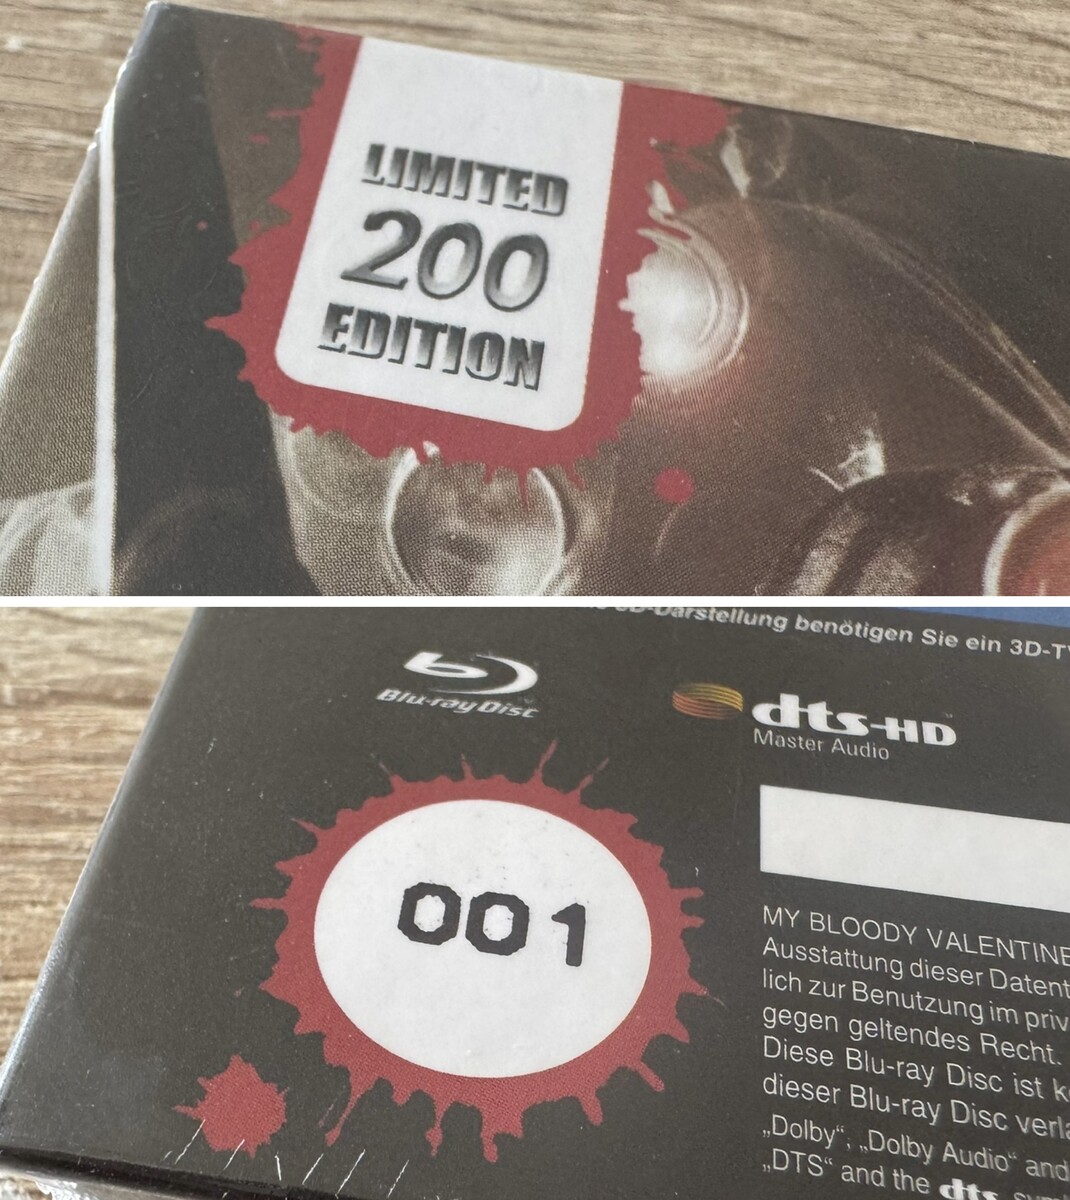 LIMITED
200
EDITION
3D-Darstellung benötigen Sie ein 3D-TV
Blu-ray Disc
dts-HD
Master Audio
001
MY BLOODY VALENTINE
Ausstattung dieser Datent
lich zur Benutzung im priv
gegen geltendes Recht.
Diese Blu-ray Disc ist k
dieser Blu-ray Disc verla
„Dolby“, „Dolby Audio“ and
„DTS“ and the dts